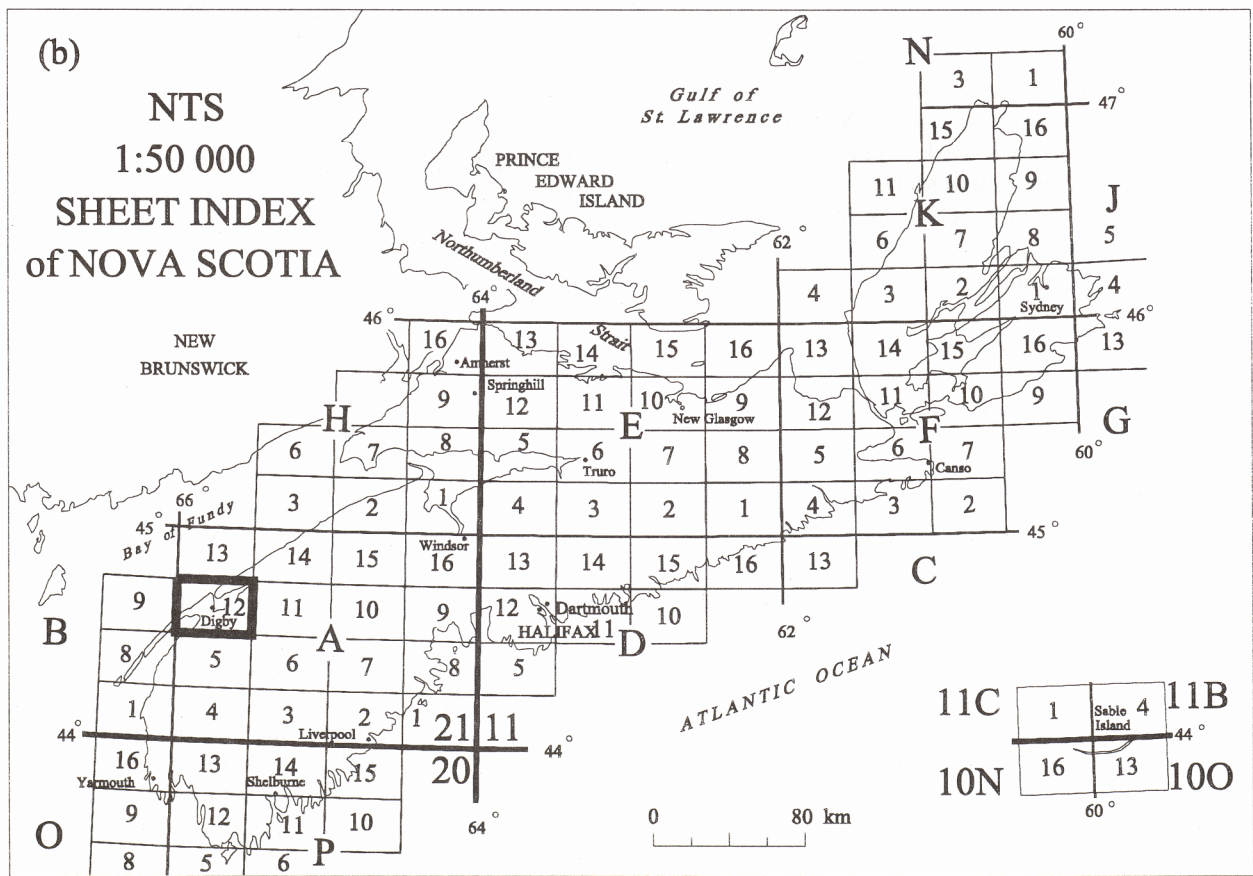 (b)
NTS
1:50 000
SHEET INDEX
of NOVA SCOTIA
NEW
BRUNSWICK
PRINCE
EDWARD
ISLAND
Gulf of
St. Lawrence
Northumberland
Strait
N
60°
3 1
47°
15 16
11 10 9
K J
6 7 8 5
62°
4 3 2 1 4
Sydney
64°
46° 46°
16 13 14 15 16 13 14 15 16 13
Amherst
Springhill
9 12 11 10 9 12 11 10 9
New Glasgow
H E F G
60°
6 7 8 5 6 7 8 5 6 7
Truro
Canso
3 2 1 4 3 2 1 4 3 2
66°
45° 45°
Bay of Fundy
Windsor
13 14 15 16 13 14 15 16 13
C
9 12 11 10 9 12 11 10
Digby
Dartmouth
HALIFAX
B A D
62°
8 5 6 7 8 5
ATLANTIC OCEAN
1 4 3 2 1 21 11
Liverpool
44° 44°
20
16 13 14 15
Yarmouth
Shelburne
9 12 11 10
64°
O P
8 5 6
0 80 km
11C 1 4 11B
Sable
Island
44°
10N 16 13 10O
60°